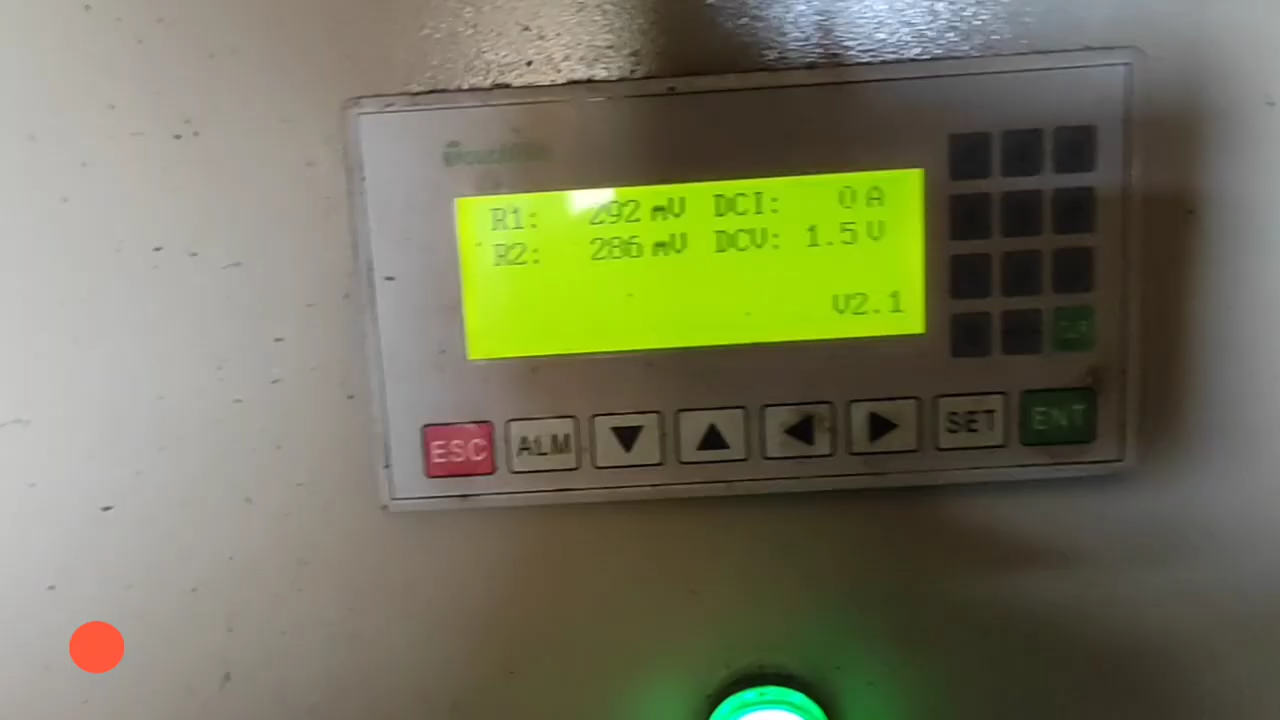 R1: 292 mV DCI: 0 A
R2: 286 mV DCV: 1.5 V
V2.1
ESC ALM SET ENT